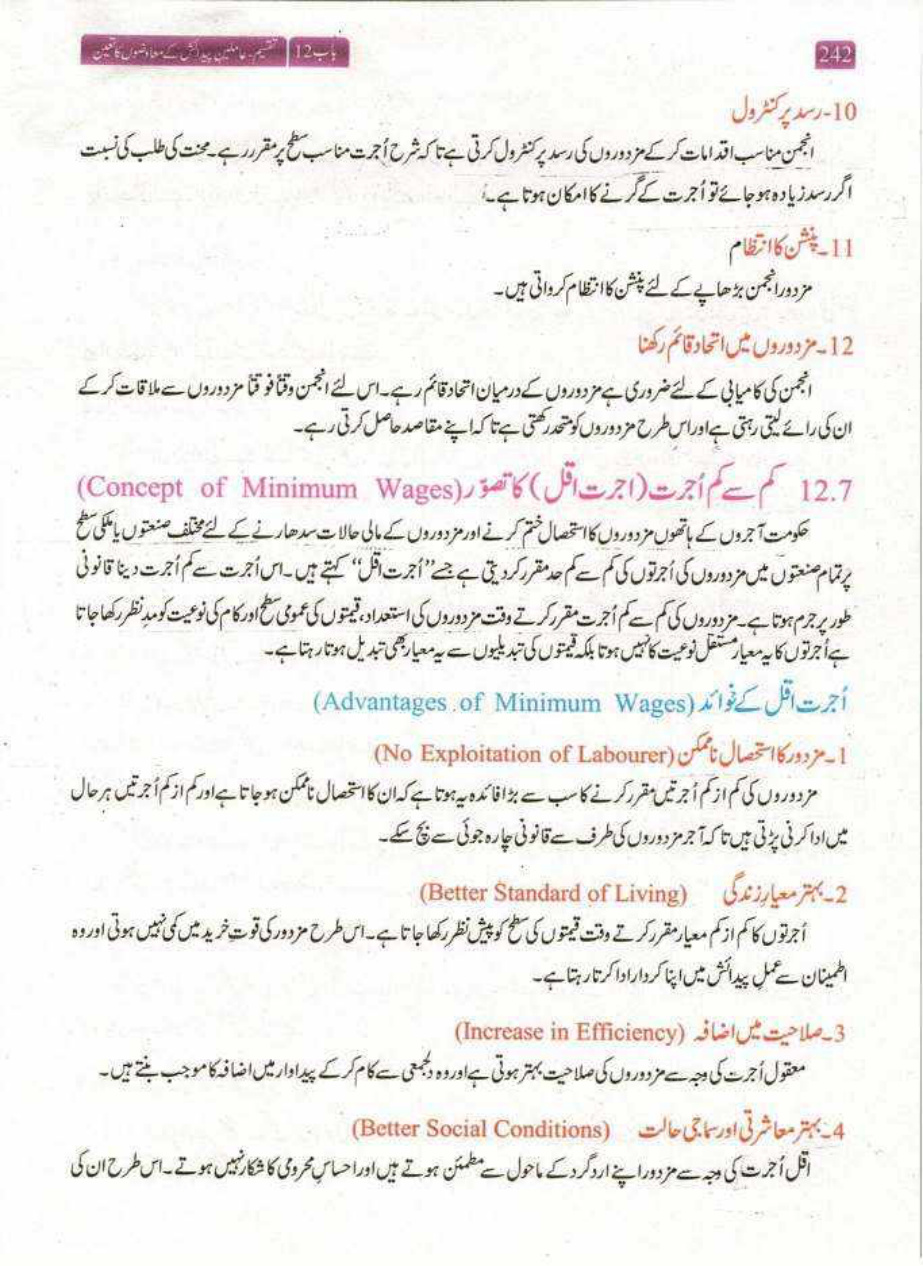 باب 12 تقسیم۔ عاملین پیدائش کے معاوضوں کا تعین
242
10-رسد پر کنٹرول
انجمن مناسب اقدامات کر کے مزدوروں کی رسد پر کنٹرول کرتی ہے تاکہ شرح اُجرت مناسب سطح پر مقرر رہے۔ محنت کی طلب کی نسبت
اگر رسد زیادہ ہو جائے تو اُجرت کے گرنے کا امکان ہوتا ہے۔
11۔ پنشن کا انتظام
مزدور انجمن بڑھاپے کے لئے پنشن کا انتظام کرواتی ہیں۔
12۔ مزدوروں میں اتحاد قائم رکھنا
انجمن کی کامیابی کے لئے ضروری ہے مزدوروں کے درمیان اتحاد قائم رہے۔ اس لئے انجمن وقتاً فوقتاً مزدوروں سے ملاقات کر کے
ان کی رائے لیتی رہتی ہے اور اس طرح مزدوروں کو متحد رکھتی ہے تاکہ اپنے مقاصد حاصل کرتی رہے۔
12.7 کم سے کم اُجرت (اجرت اقل) کا تصوّر (Concept of Minimum Wages)
حکومت آجروں کے ہاتھوں مزدوروں کا استحصال ختم کرنے اور مزدوروں کے مالی حالات سدھارنے کے لئے مختلف صنعتوں یا ملکی سطح
پر تمام صنعتوں میں مزدوروں کی اُجرتوں کی کم سے کم حد مقرر کر دیتی ہے جسے ’’اُجرت اقل‘‘ کہتے ہیں۔ اس اُجرت سے کم اُجرت دینا قانونی
طور پر جرم ہوتا ہے۔ مزدوروں کی کم سے کم اُجرت مقرر کرتے وقت مزدوروں کی استعداد، قیمتوں کی عمومی سطح اور کام کی نوعیت کو مدِ نظر رکھا جاتا
ہے اُجرتوں کا یہ معیار مستقل نوعیت کا نہیں ہوتا بلکہ قیمتوں کی تبدیلیوں سے یہ معیار بھی تبدیل ہوتا رہتا ہے۔
اُجرت اقل کے فوائد (Advantages of Minimum Wages)
1۔ مزدور کا استحصال ناممکن (No Exploitation of Labourer)
مزدوروں کی کم از کم اُجرتیں مقرر کرنے کا سب سے بڑا فائدہ یہ ہوتا ہے کہ ان کا استحصال ناممکن ہو جاتا ہے اور کم از کم اُجرتیں ہر حال
میں ادا کرنی پڑتی ہیں تاکہ آجر مزدوروں کی طرف سے قانونی چارہ جوئی سے بچ سکے۔
2۔ بہتر معیارِ زندگی (Better Standard of Living)
اُجرتوں کا کم از کم معیار مقرر کرتے وقت قیمتوں کی سطح کو پیشِ نظر رکھا جاتا ہے۔ اس طرح مزدور کی قوتِ خرید میں کمی نہیں ہوتی اور وہ
اطمینان سے عملِ پیدائش میں اپنا کردار ادا کرتا رہتا ہے۔
3۔ صلاحیت میں اضافہ (Increase in Efficiency)
معقول اُجرت کی وجہ سے مزدوروں کی صلاحیت بہتر ہوتی ہے اور وہ دلجمعی سے کام کر کے پیداوار میں اضافہ کا موجب بنتے ہیں۔
4۔ بہتر معاشرتی اور سماجی حالت (Better Social Conditions)
اقل اُجرت کی وجہ سے مزدور اپنے اردگرد کے ماحول سے مطمئن ہوتے ہیں اور احساسِ محرومی کا شکار نہیں ہوتے۔ اس طرح ان کی